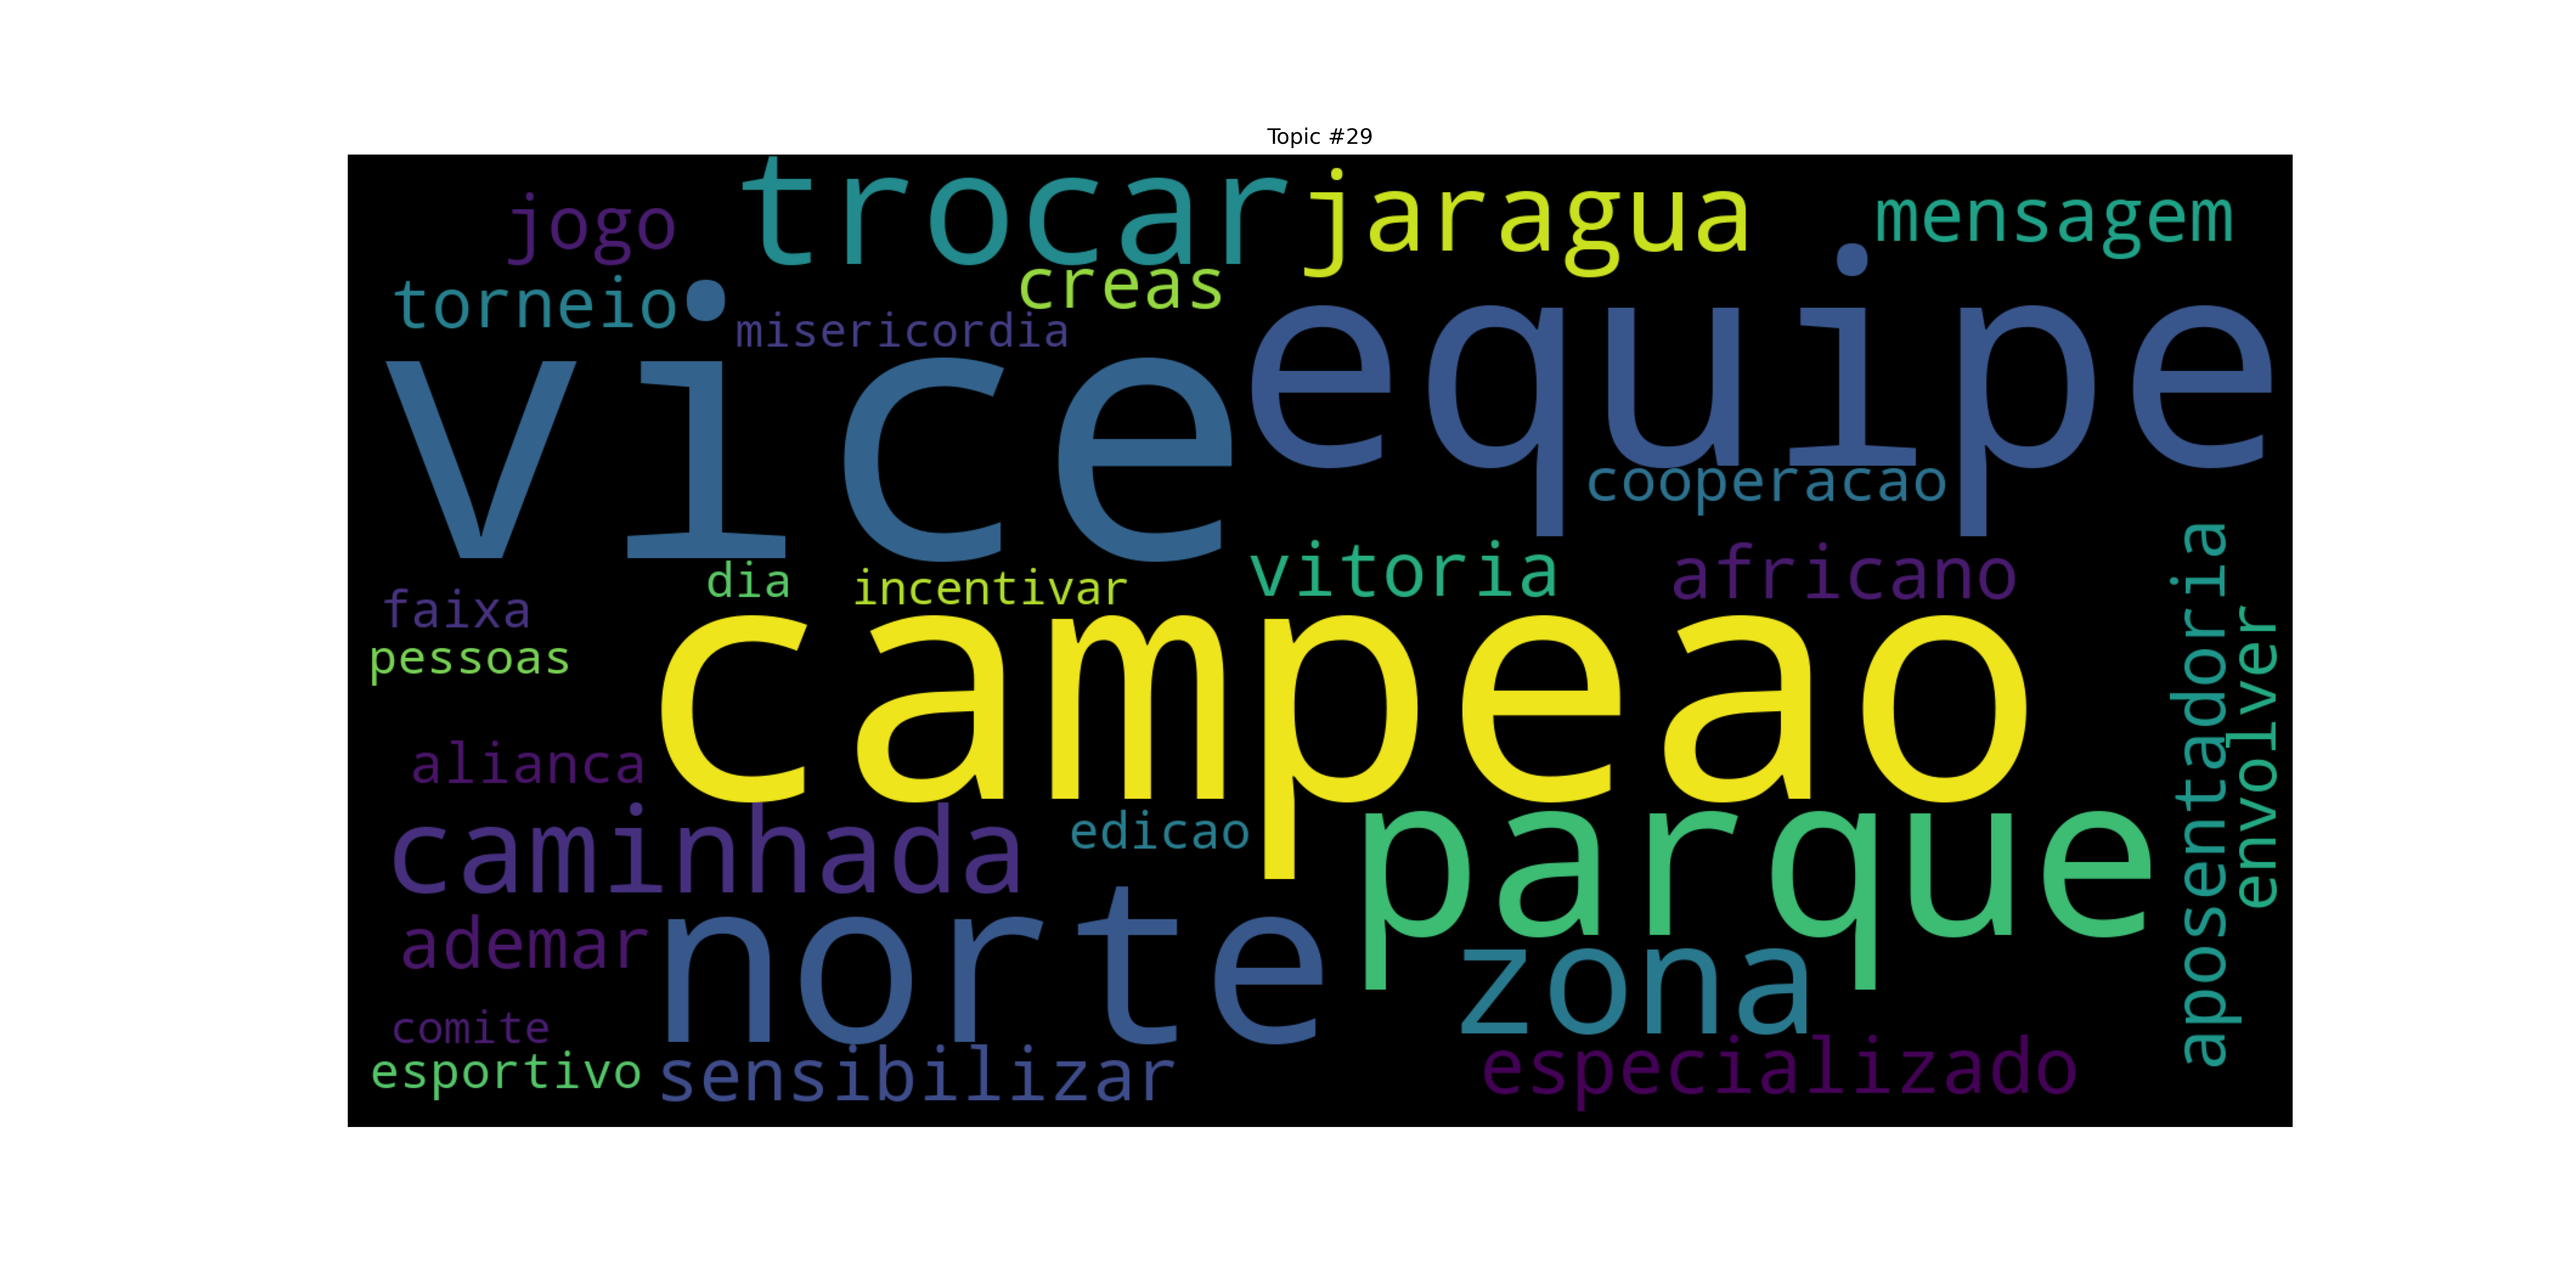 Topic #29
jogo
trocar
jaragua
mensagem
torneio
creas
misericordia
vice
equipe
cooperacao
vitoria
africano
dia
incentivar
faixa
pessoas
campeao
aposentadoria
envolver
alianca
caminhada
edicao
parque
ademar
norte
zona
comite
esportivo
sensibilizar
especializado